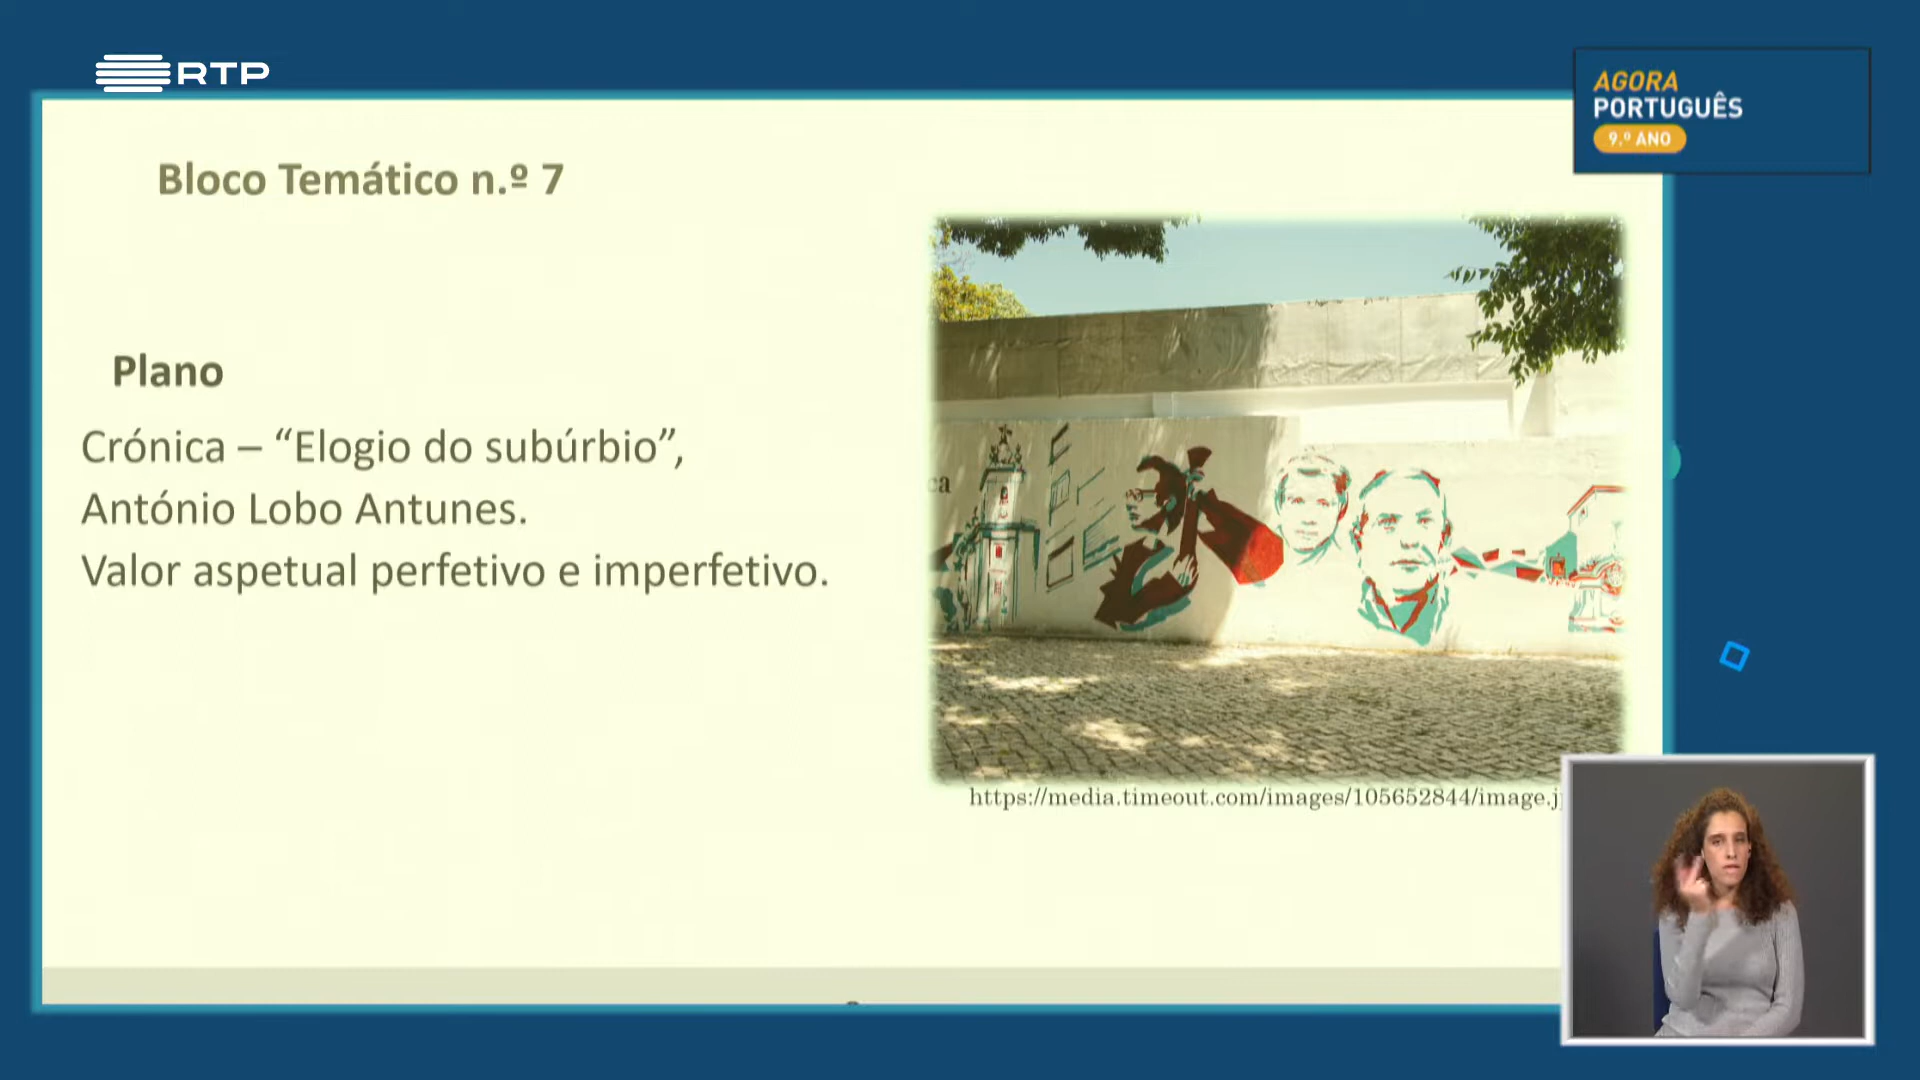 RTP
AGORA
PORTUGUÊS
9.º ANO
Bloco Temático n.º 7
Plano
Crónica – “Elogio do subúrbio”,
António Lobo Antunes.
Valor aspetual perfetivo e imperfetivo.
ca
https://media.timeout.com/images/105652844/image.j